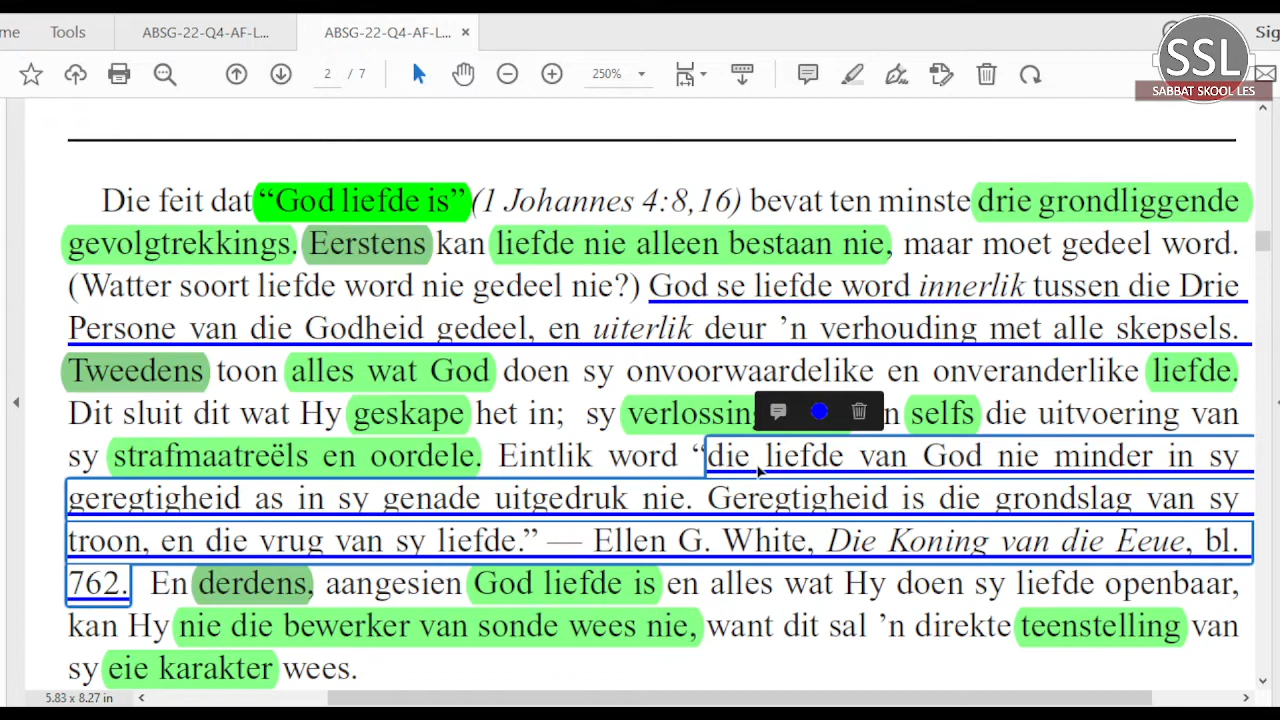 me
Tools
ABSG-22-Q4-AF-L...
ABSG-22-Q4-AF-L...
Sig
2 / 7
250%
SSL
SABBAT SKOOL LES
Die feit dat “God liefde is” (1 Johannes 4:8,16) bevat ten minste drie grondliggende
gevolgtrekkings. Eerstens kan liefde nie alleen bestaan nie, maar moet gedeel word.
(Watter soort liefde word nie gedeel nie?) God se liefde word innerlik tussen die Drie
Persone van die Godheid gedeel, en uiterlik deur ’n verhouding met alle skepsels.
Tweedens toon alles wat God doen sy onvoorwaardelike en onveranderlike liefde.
Dit sluit dit wat Hy geskape het in; sy verlossing n selfs die uitvoering van
sy strafmaatreëls en oordele. Eintlik word “die liefde van God nie minder in sy
geregtigheid as in sy genade uitgedruk nie. Geregtigheid is die grondslag van sy
troon, en die vrug van sy liefde.” — Ellen G. White, Die Koning van die Eeue, bl.
762. En derdens, aangesien God liefde is en alles wat Hy doen sy liefde openbaar,
kan Hy nie die bewerker van sonde wees nie, want dit sal ’n direkte teenstelling van
sy eie karakter wees.
5.83 x 8.27 in